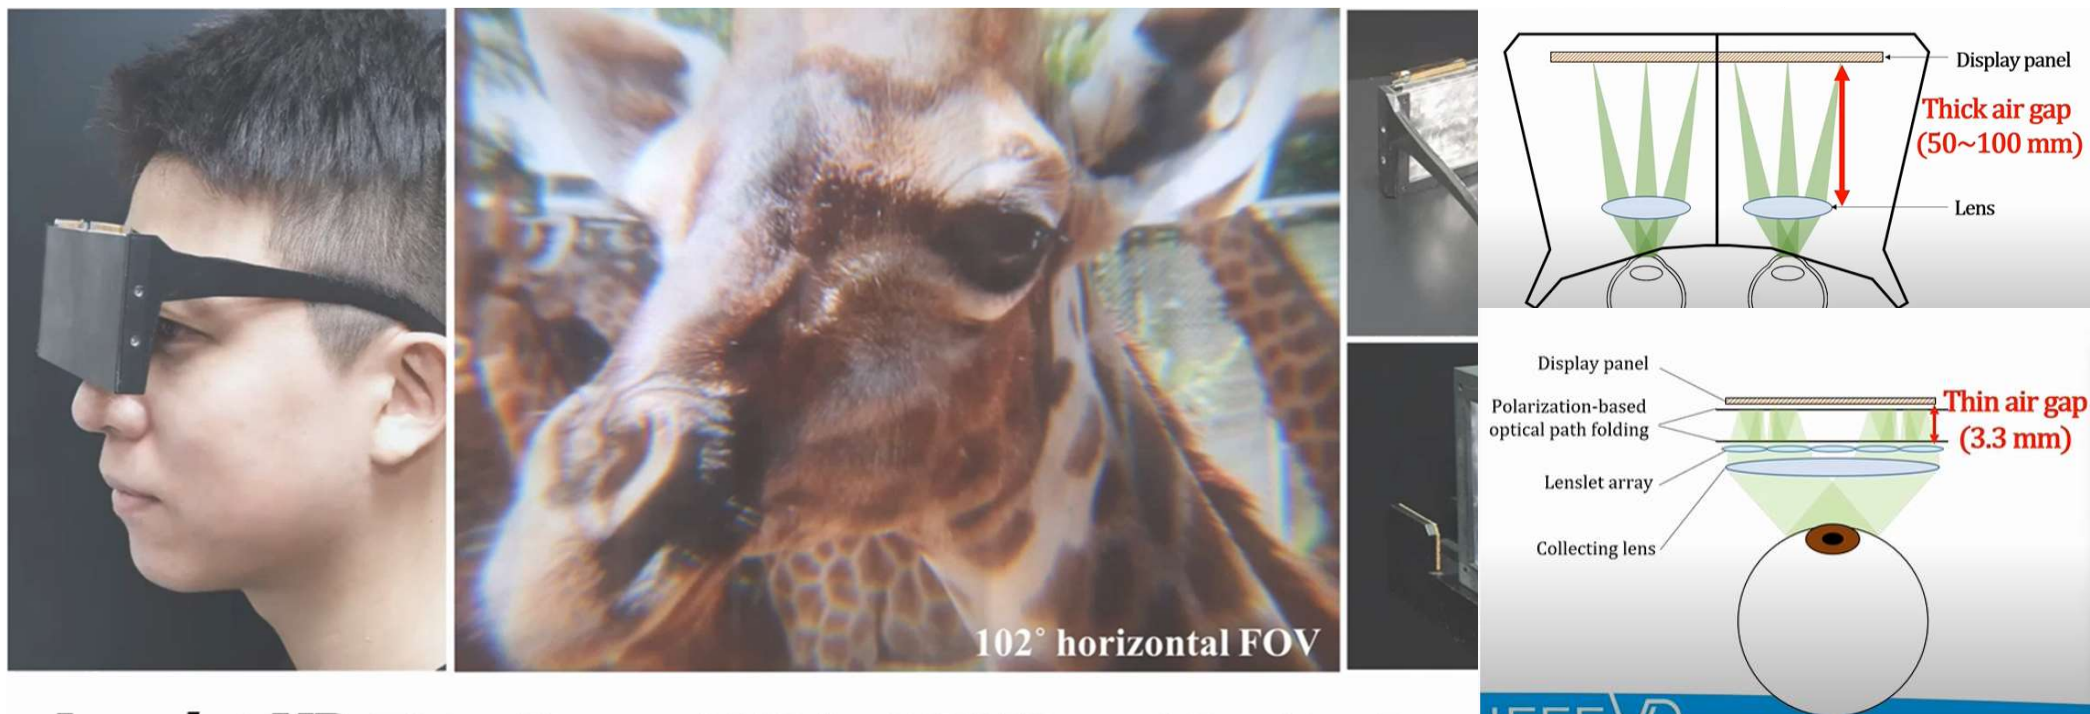 102° horizontal FOV
Display panel
Thick air gap
(50~100 mm)
Lens
Display panel
Polarization-based
optical path folding
Lenslet array
Collecting lens
Thin air gap
(3.3 mm)